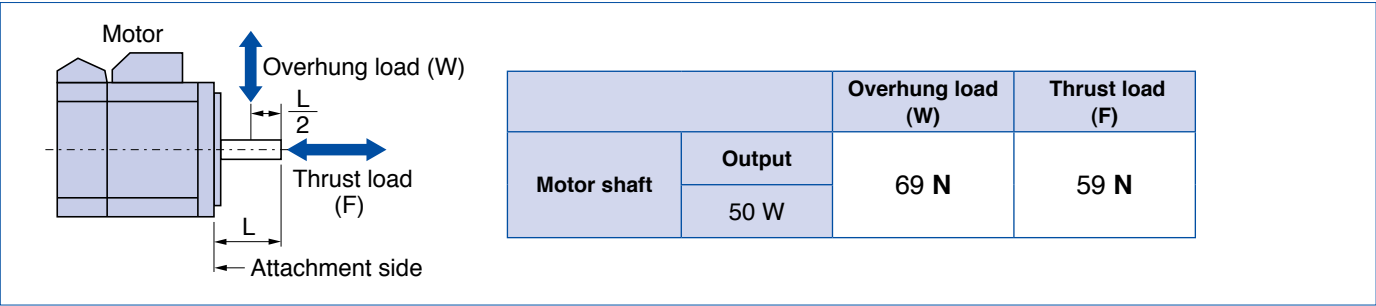 Motor
Overhung load (W)
L
2
Thrust load
(F)
L
Attachment side
Overhung load
(W)
Thrust load
(F)
Motor shaft
Output
69 N
59 N
50 W